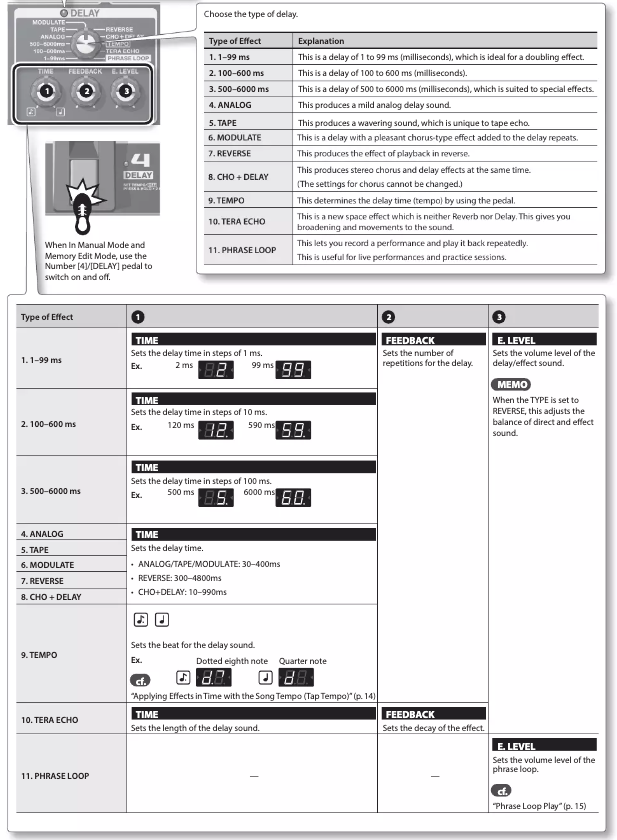 DELAY
MODULATE
TAPE
ANALOG
500–6000ms
100–600ms
1–99ms
REVERSE
CHO+DELAY
TEMPO
TERA ECHO
PHRASE LOOP
TIME FEEDBACK E. LEVEL
1 2 3
4
DELAY
When In Manual Mode and
Memory Edit Mode, use the
Number [4]/[DELAY] pedal to
switch on and off.
Choose the type of delay.
Type of Effect Explanation
1. 1–99 ms This is a delay of 1 to 99 ms (milliseconds), which is ideal for a doubling effect.
2. 100–600 ms This is a delay of 100 to 600 ms (milliseconds).
3. 500–6000 ms This is a delay of 500 to 6000 ms (milliseconds), which is suited to special effects.
4. ANALOG This produces a mild analog delay sound.
5. TAPE This produces a wavering sound, which is unique to tape echo.
6. MODULATE This is a delay with a pleasant chorus-type effect added to the delay repeats.
7. REVERSE This produces the effect of playback in reverse.
8. CHO + DELAY This produces stereo chorus and delay effects at the same time.
(The settings for chorus cannot be changed.)
9. TEMPO This determines the delay time (tempo) by using the pedal.
10. TERA ECHO This is a new space effect which is neither Reverb nor Delay. This gives you
broadening and movements to the sound.
11. PHRASE LOOP This lets you record a performance and play it back repeatedly.
This is useful for live performances and practice sessions.
Type of Effect 1 2 3
1. 1–99 ms
TIME
Sets the delay time in steps of 1 ms.
Ex. 2 ms 2 99 ms 99
FEEDBACK
Sets the number of
repetitions for the delay.
E. LEVEL
Sets the volume level of the
delay/effect sound.
MEMO
When the TYPE is set to
REVERSE, this adjusts the
balance of direct and effect
sound.
2. 100–600 ms
TIME
Sets the delay time in steps of 10 ms.
Ex. 120 ms 12. 590 ms 59.
3. 500–6000 ms
TIME
Sets the delay time in steps of 100 ms.
Ex. 500 ms 5. 6000 ms 60.
4. ANALOG
5. TAPE
6. MODULATE
7. REVERSE
8. CHO + DELAY
TIME
Sets the delay time.
• ANALOG/TAPE/MODULATE: 30–400ms
• REVERSE: 300–4800ms
• CHO+DELAY: 10–990ms
9. TEMPO
Sets the beat for the delay sound.
Ex. Dotted eighth note Quarter note
cf.
"Applying Effects in Time with the Song Tempo (Tap Tempo)" (p. 14)
10. TERA ECHO
TIME
Sets the length of the delay sound.
FEEDBACK
Sets the decay of the effect.
11. PHRASE LOOP — —
E. LEVEL
Sets the volume level of the
phrase loop.
cf.
"Phrase Loop Play" (p. 15)